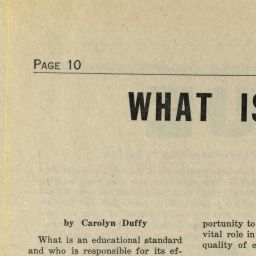 PAGE 10
WHAT IS
by Carolyn Duffy
What is an educational standard
and who is responsible for its ef-
portunity to
vital role in
quality of e